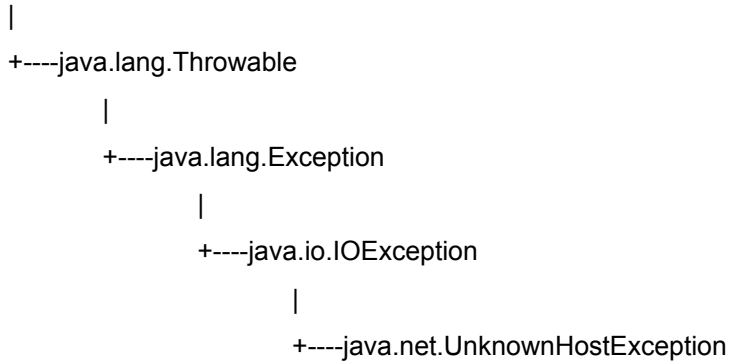 |
+----java.lang.Throwable
|
+----java.lang.Exception
|
+----java.io.IOException
|
+----java.net.UnknownHostException